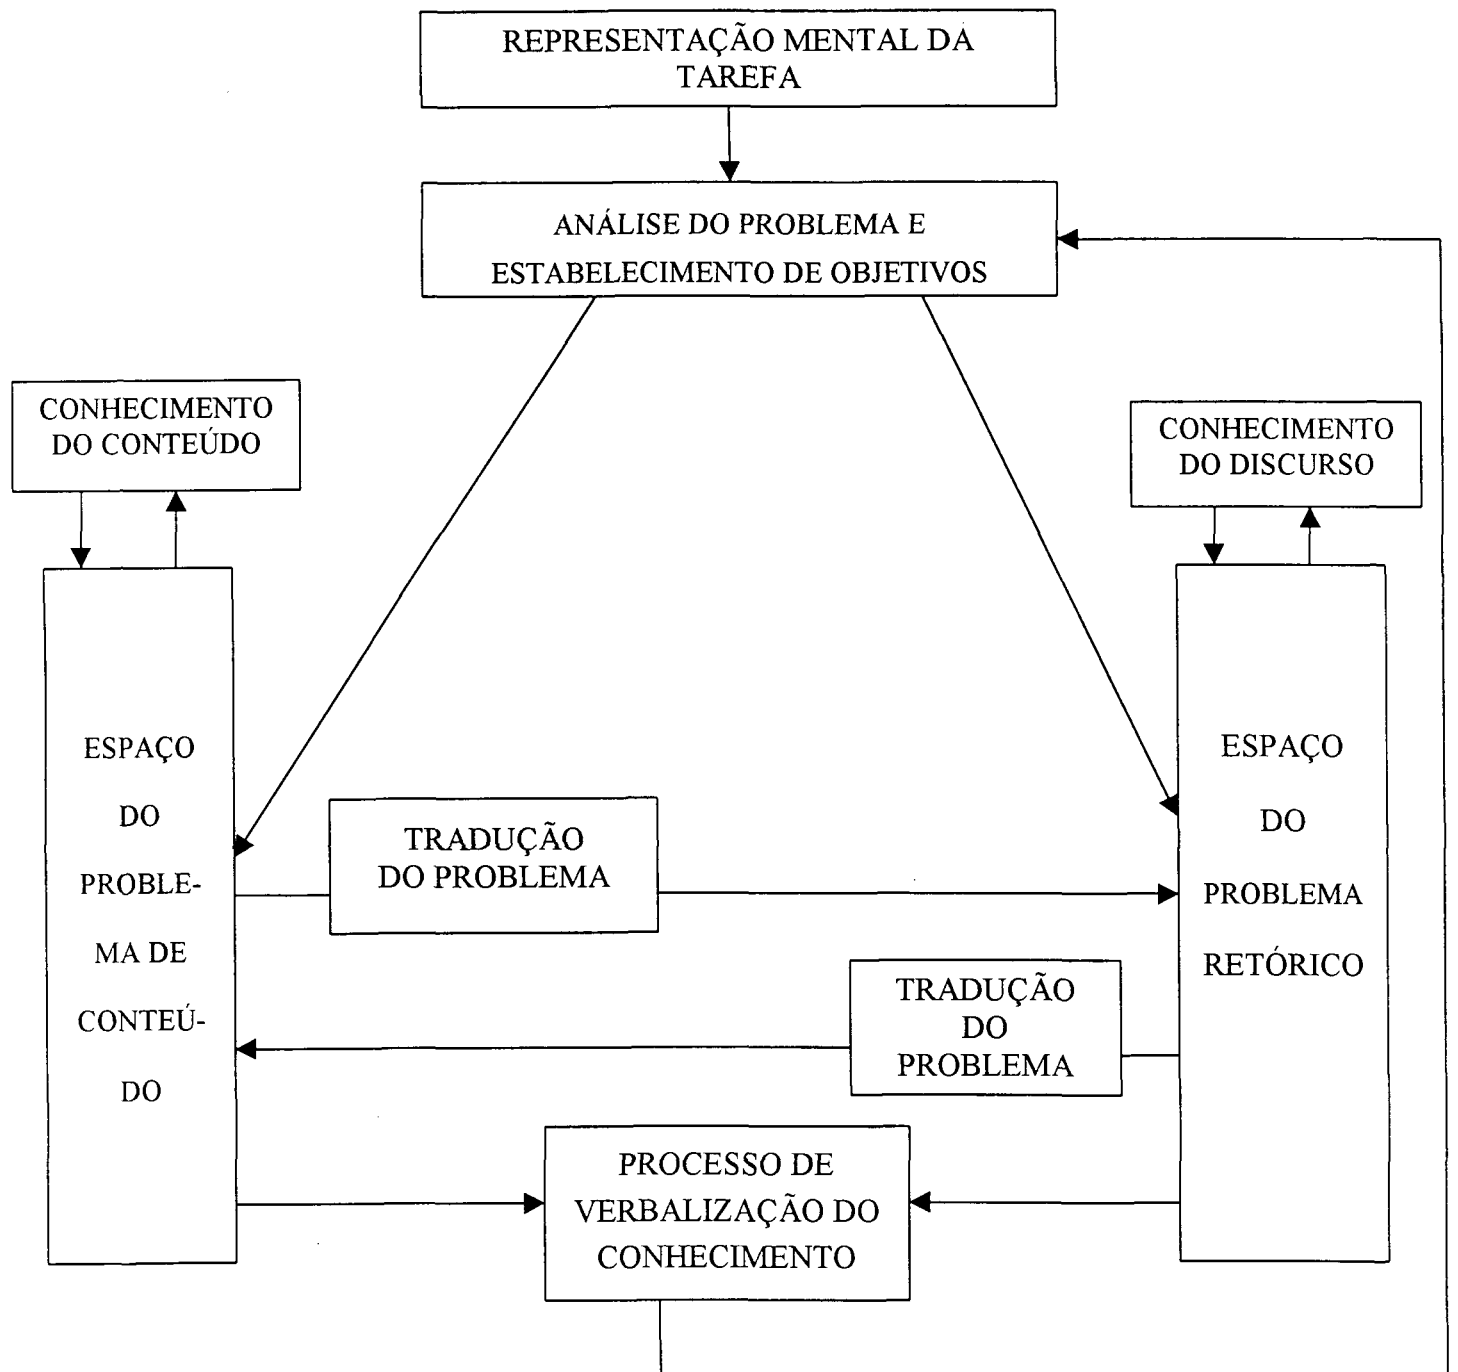 REPRESENTAÇÃO MENTAL DA
TAREFA
ANÁLISE DO PROBLEMA E
ESTABELECIMENTO DE OBJETIVOS
CONHECIMENTO
DO CONTEÚDO
CONHECIMENTO
DO DISCURSO
ESPAÇO
DO
PROBLE-
MA DE
CONTEÚ-
DO
TRADUÇÃO
DO PROBLEMA
ESPAÇO
DO
PROBLEMA
RETÓRICO
TRADUÇÃO
DO
PROBLEMA
PROCESSO DE
VERBALIZAÇÃO DO
CONHECIMENTO